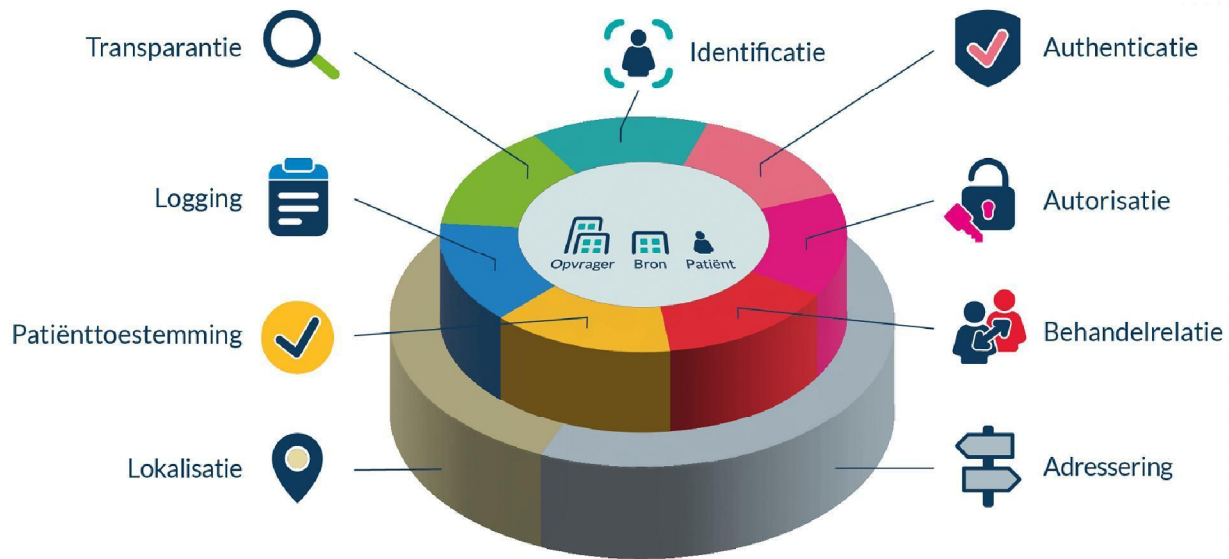 Transparantie
Identificatie
Authenticatie
Logging
Autorisatie
Opvrager Bron Patiënt
Patiënttoestemming
Behandelrelatie
Lokalisatie
Adressering